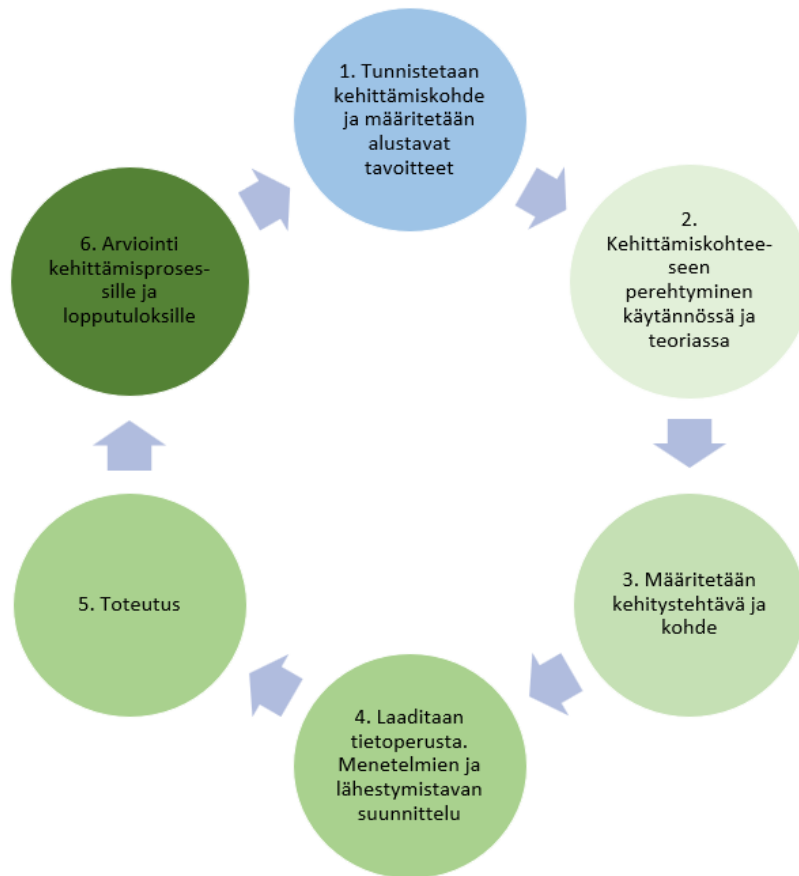 1. Tunnistetaan
kehittämiskohde
ja määritetään
alustavat
tavoitteet
2.
Kehittämiskohtee-
seen
perehtyminen
käytännössä ja
teoriassa
3. Määritetään
kehitystehtävä ja
kohde
4. Laaditaan
tietoperusta.
Menetelmien ja
lähestymistavan
suunnittelu
5. Toteutus
6. Arviointi
kehittämisproses-
sille ja
lopputuloksille